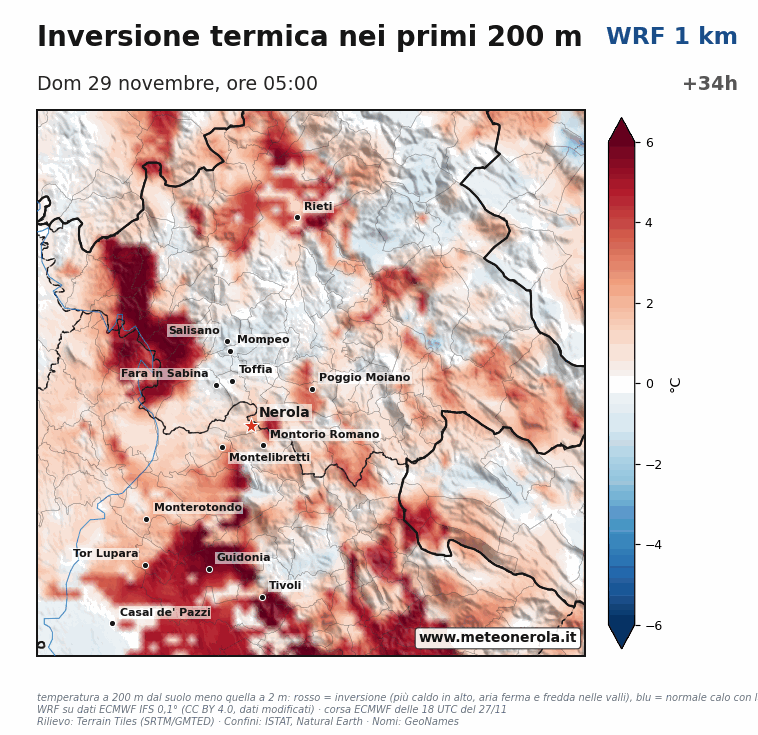 Inversione termica nei primi 200 m
WRF 1 km
Dom 29 novembre, ore 05:00
+34h
Rieti
Salisano
Mompeo
Toffia
Fara in Sabina
Poggio Moiano
Nerola
Montorio Romano
Montelibretti
Monterotondo
Tor Lupara
Guidonia
Tivoli
Casal de' Pazzi
www.meteonerola.it
6
4
2
0
−2
−4
−6
°C
temperatura a 200 m dal suolo meno quella a 2 m: rosso = inversione (più caldo in alto, aria ferma e fredda nelle valli), blu = normale calo con
WRF su dati ECMWF IFS 0,1° (CC BY 4.0, dati modificati) · corsa ECMWF delle 18 UTC del 27/11
Rilievo: Terrain Tiles (SRTM/GMTED) · Confini: ISTAT, Natural Earth · Nomi: GeoNames